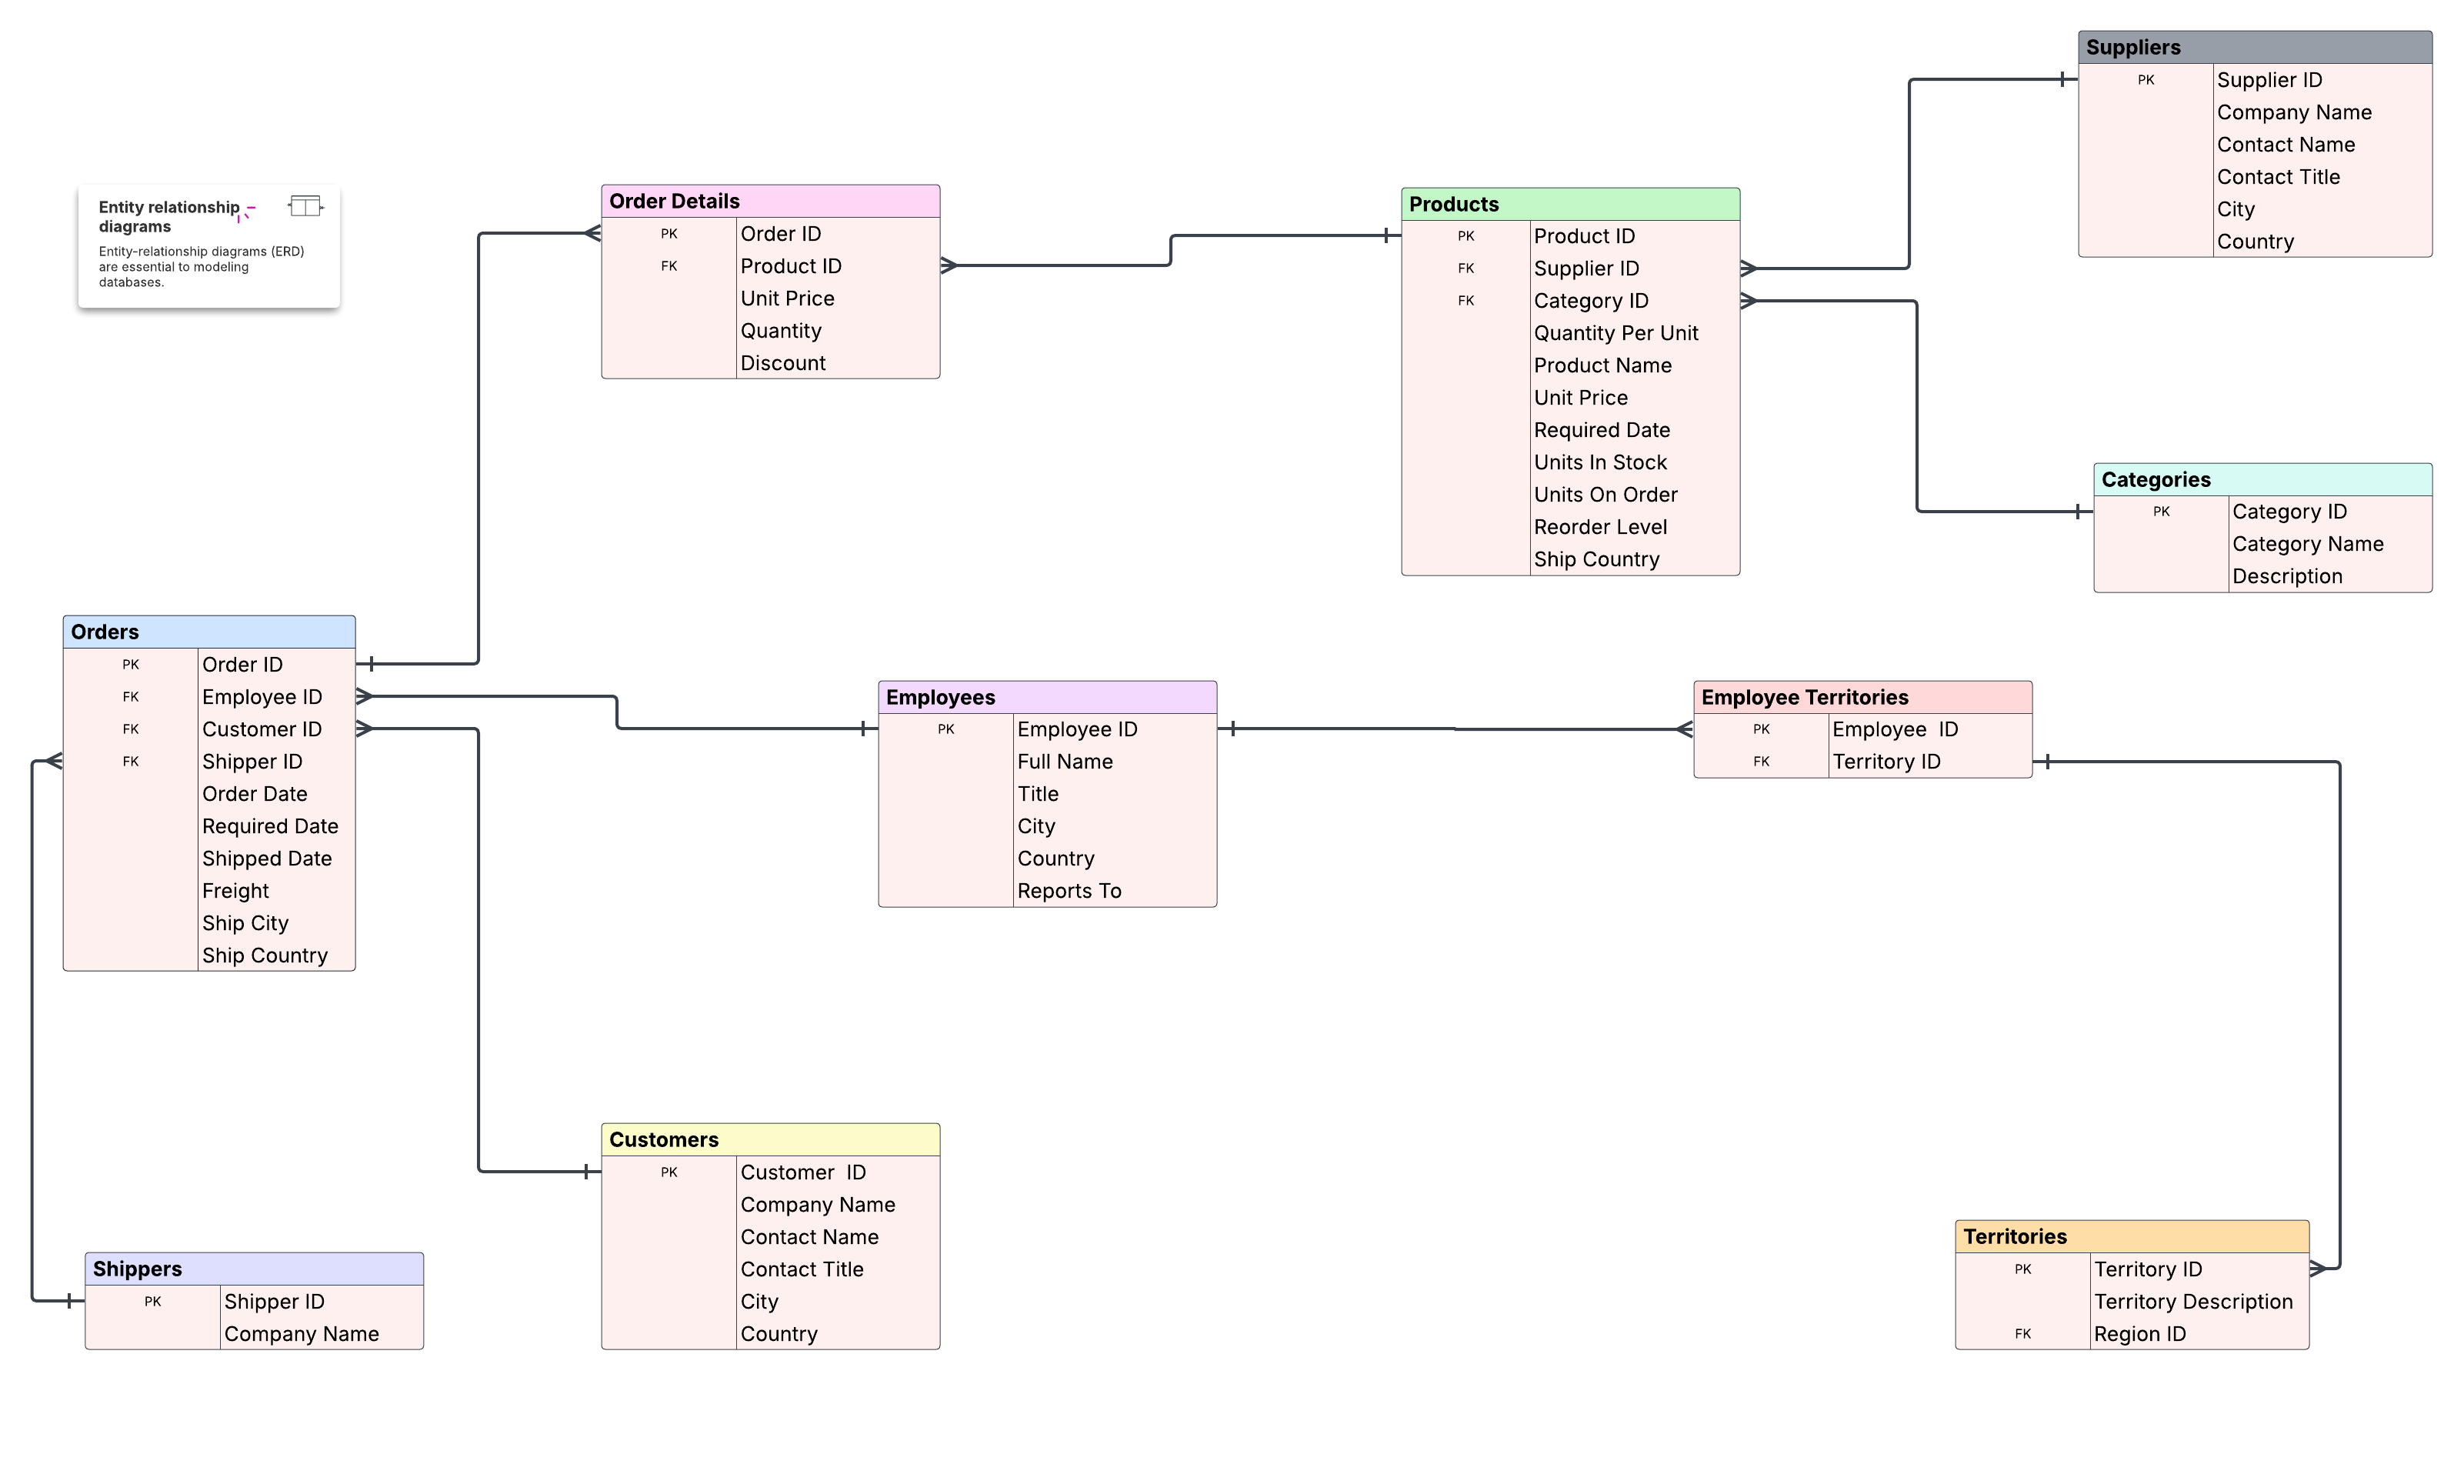 Entity relationship
diagrams
Entity-relationship diagrams (ERD)
are essential to modeling
databases.
Order Details
PK Order ID
FK Product ID
Unit Price
Quantity
Discount
Products
PK Product ID
FK Supplier ID
FK Category ID
Quantity Per Unit
Product Name
Unit Price
Required Date
Units In Stock
Units On Order
Reorder Level
Ship Country
Suppliers
PK Supplier ID
Company Name
Contact Name
Contact Title
City
Country
Categories
PK Category ID
Category Name
Description
Orders
PK Order ID
FK Employee ID
FK Customer ID
FK Shipper ID
Order Date
Required Date
Shipped Date
Freight
Ship City
Ship Country
Employees
PK Employee ID
Full Name
Title
City
Country
Reports To
Employee Territories
PK Employee  ID
FK Territory ID
Customers
PK Customer  ID
Company Name
Contact Name
Contact Title
City
Country
Shippers
PK Shipper ID
Company Name
Territories
PK Territory ID
Territory Description
FK Region ID